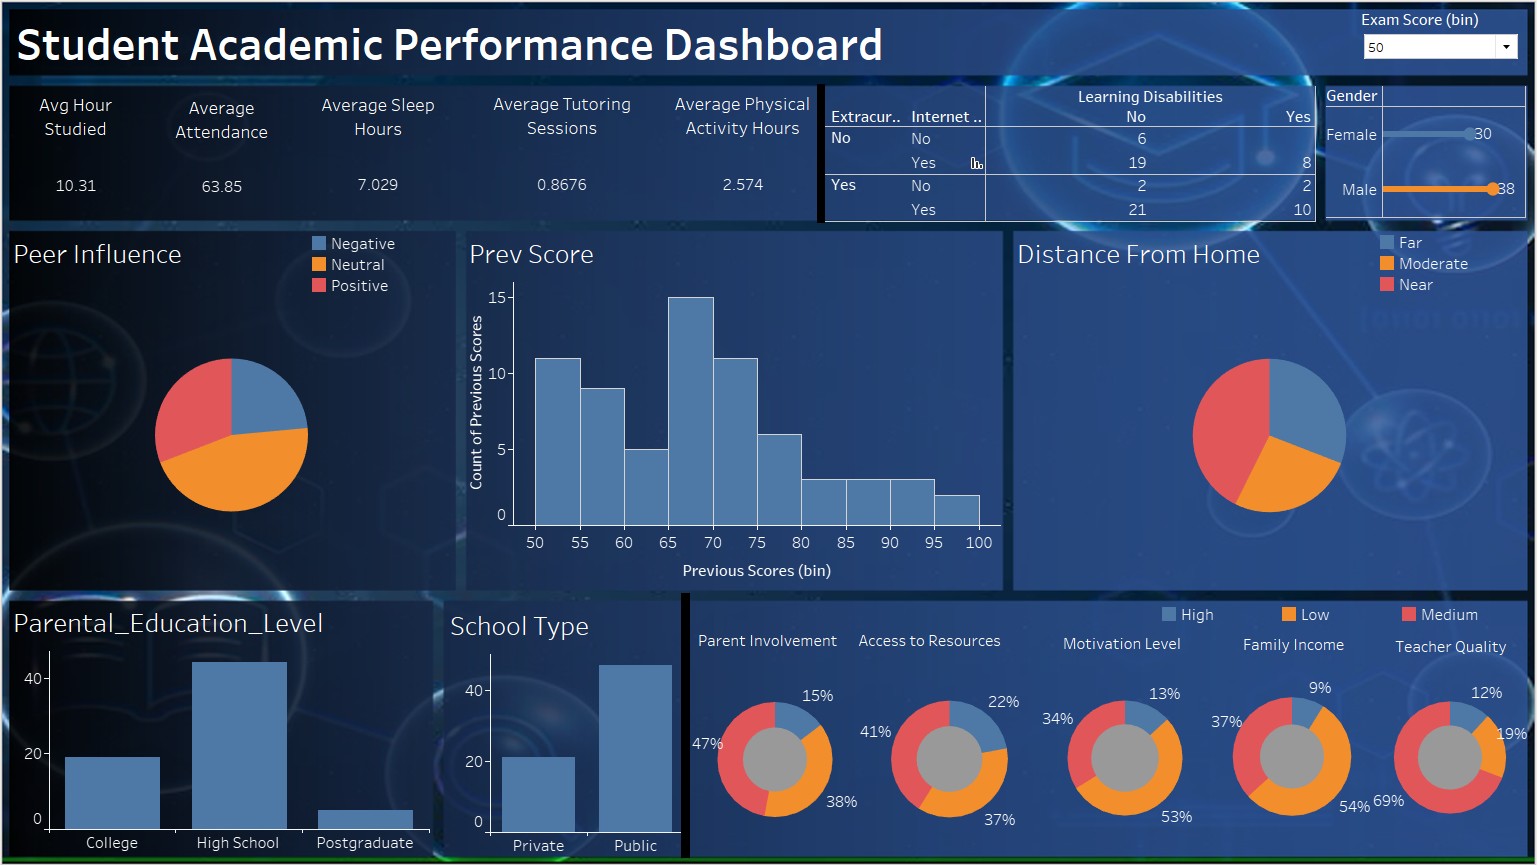 Student Academic Performance Dashboard
Exam Score (bin)
50
Avg Hour
Studied
10.31
Average
Attendance
63.85
Average Sleep
Hours
7.029
Average Tutoring
Sessions
0.8676
Average Physical
Activity Hours
2.574
Learning Disabilities
Extracur.. Internet .. No Yes
No No 6
Yes 19 8
Yes No 2 2
Yes 21 10
Gender
Female 30
Male 38
Peer Influence
Negative
Neutral
Positive
Prev Score
Count of Previous Scores
15
10
5
0
50 55 60 65 70 75 80 85 90 95 100
Previous Scores (bin)
Distance From Home
Far
Moderate
Near
Parental_Education_Level
40
20
0
College High School Postgraduate
School Type
40
20
0
Private Public
High Low Medium
Parent Involvement
15%
47%
38%
Access to Resources
22%
41%
37%
Motivation Level
13%
34%
53%
Family Income
9%
37%
54%
Teacher Quality
12%
19%
69%